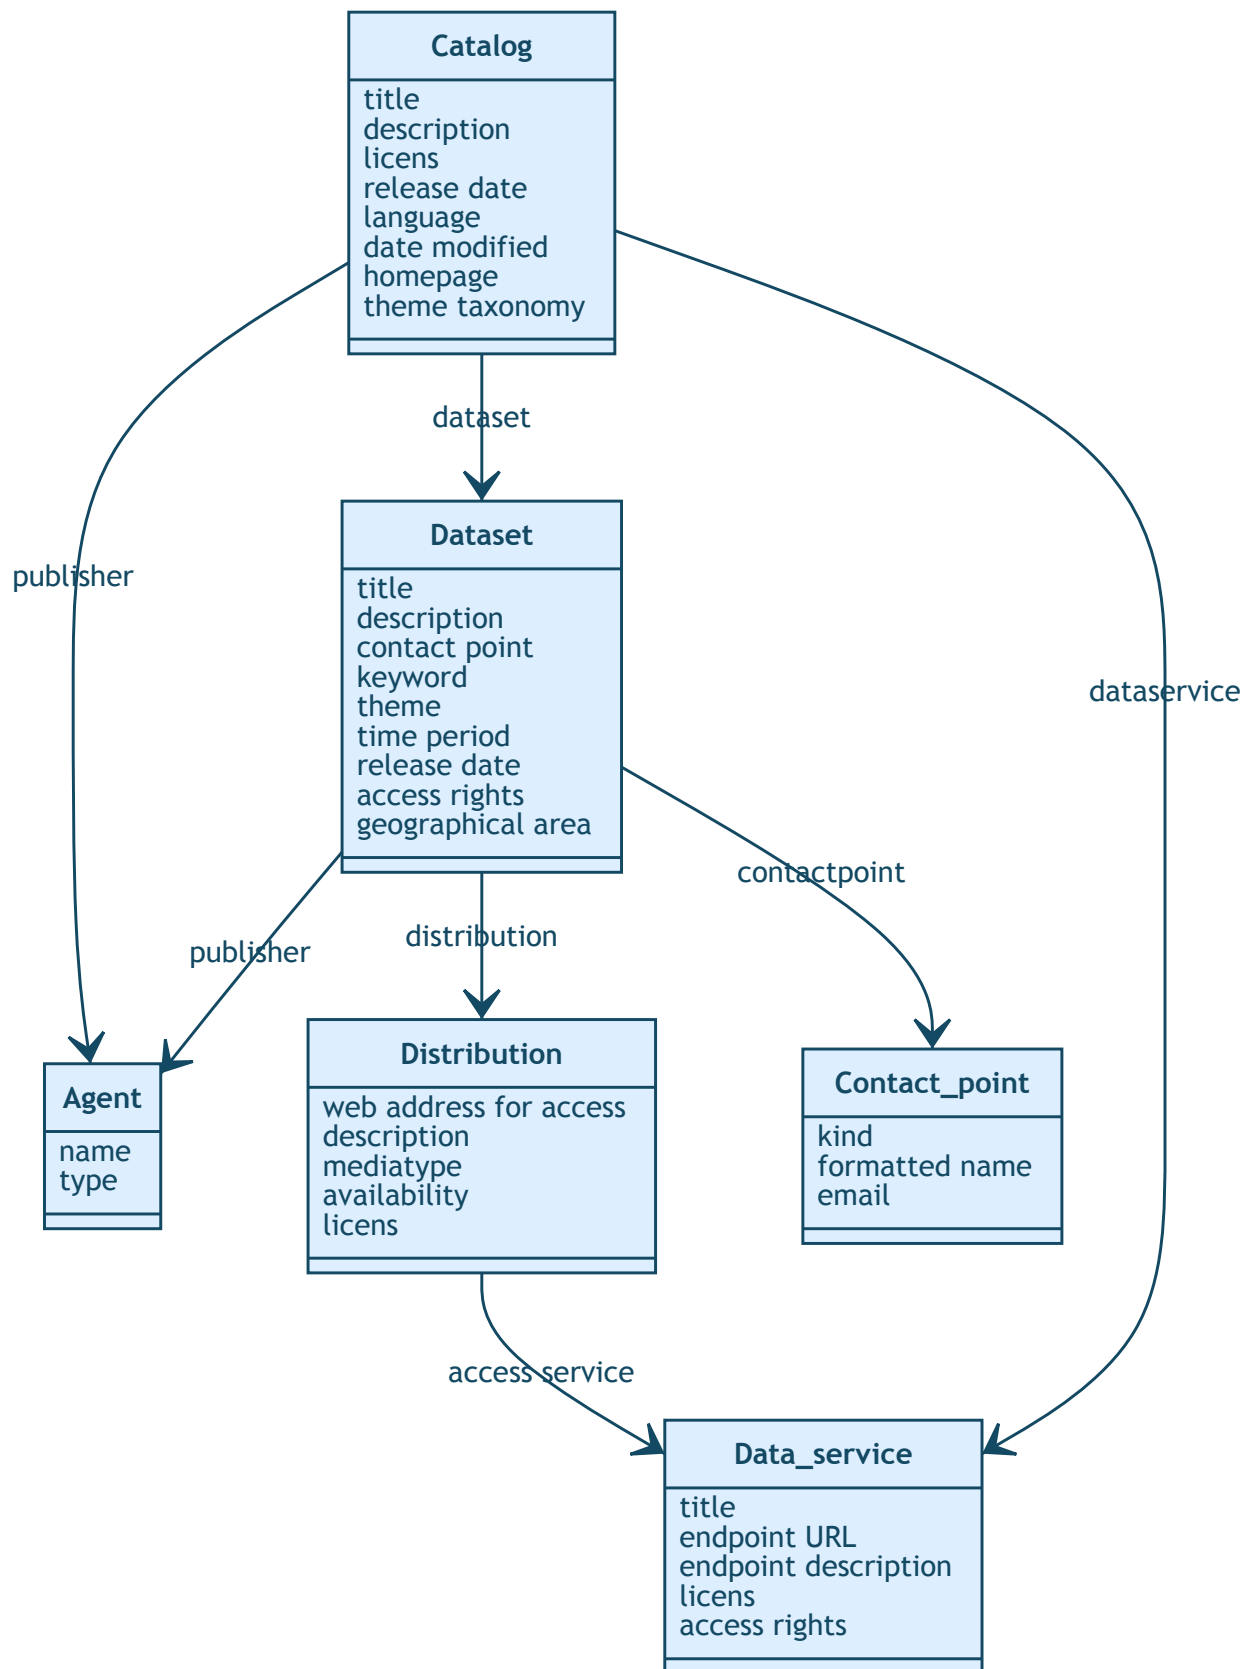 Catalog
title
description
licens
release date
language
date modified
homepage
theme taxonomy
dataset
publisher
dataservice
Dataset
title
description
contact point
keyword
theme
time period
release date
access rights
geographical area
publisher
distribution
contactpoint
Agent
name
type
Distribution
web address for access
description
mediatype
availability
licens
Contact_point
kind
formatted name
email
access service
Data_service
title
endpoint URL
endpoint description
licens
access rights